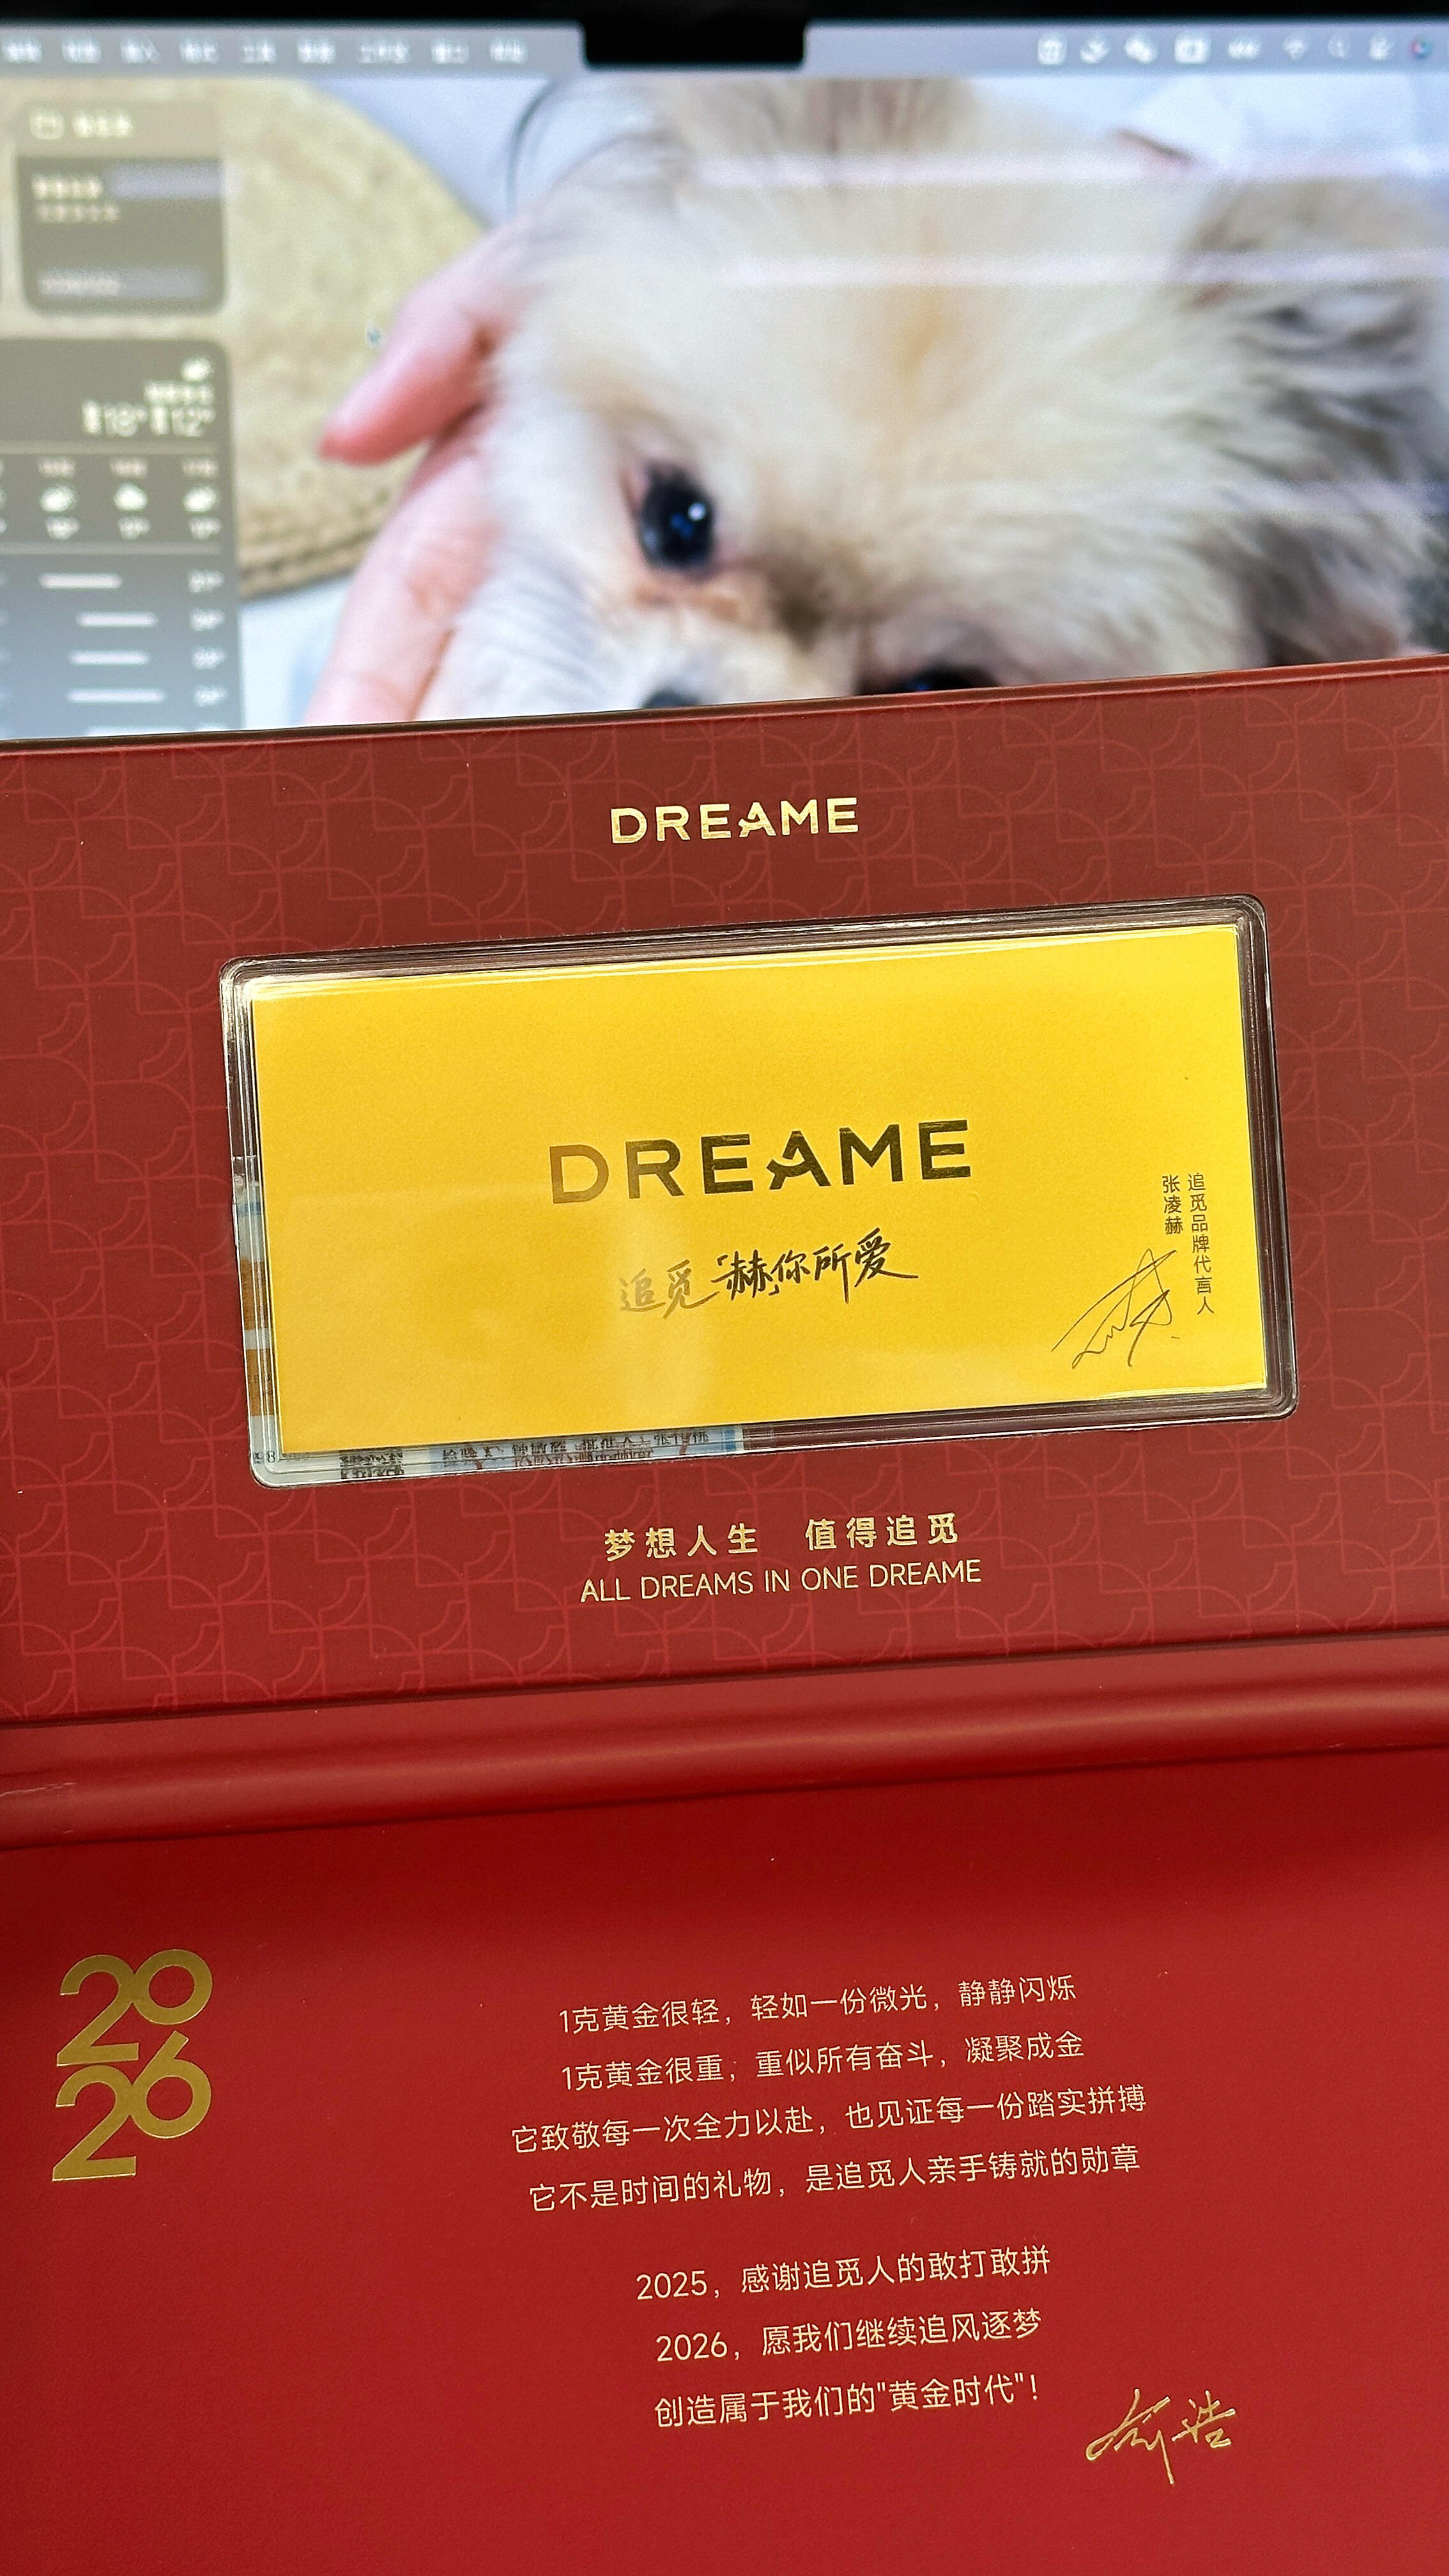 DREAME
DREAME
追觅「赫」你所爱
追觅品牌代言人
张凌赫
梦想人生 值得追觅
ALL DREAMS IN ONE DREAME
2026
1克黄金很轻，轻如一份微光，静静闪烁
1克黄金很重，重似所有奋斗，凝聚成金
它致敬每一次全力以赴，也见证每一份踏实拼搏
它不是时间的礼物，是追觅人亲手铸就的勋章
2025，感谢追觅人的敢打敢拼
2026，愿我们继续追风逐梦
创造属于我们的"黄金时代"！
俞浩